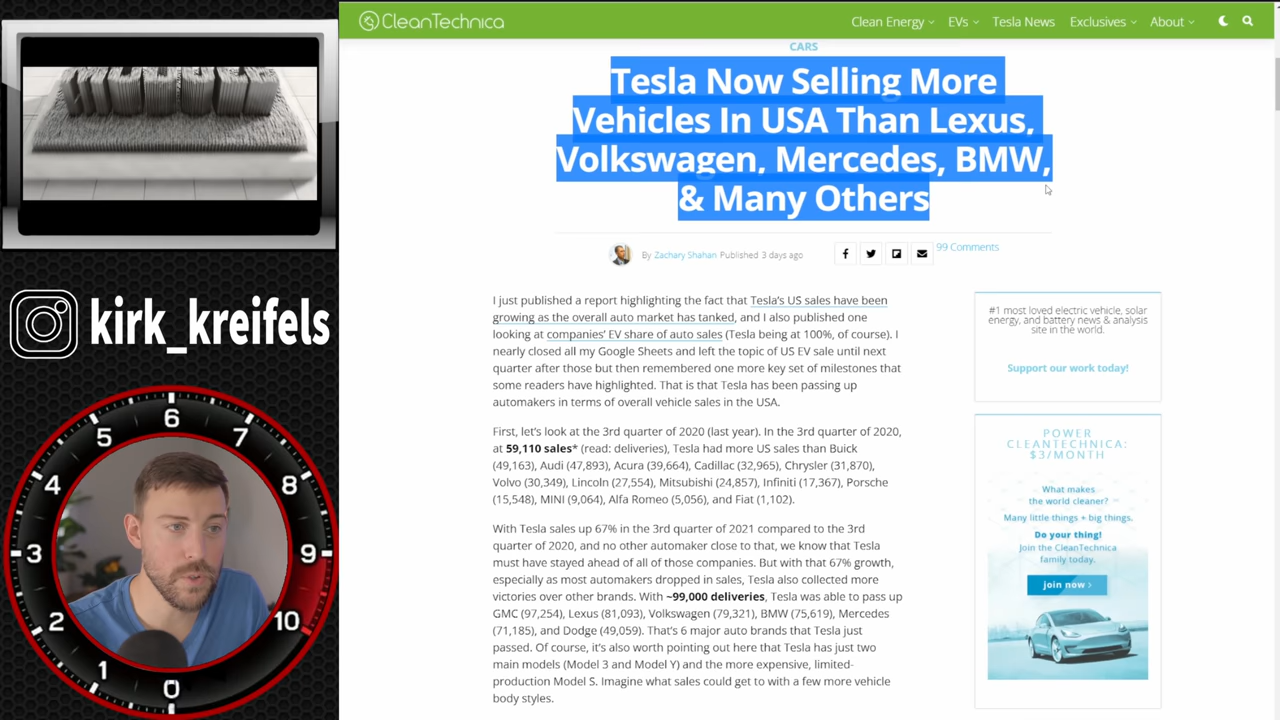 CleanTechnica
Clean Energy
EVs
Tesla News
Exclusives
About
CARS
Tesla Now Selling More
Vehicles In USA Than Lexus,
Volkswagen, Mercedes, BMW,
& Many Others
By Zachary Shahan Published 3 days ago
99 Comments
I just published a report highlighting the fact that Tesla's US sales have been
growing as the overall auto market has tanked, and I also published one
looking at companies' EV share of auto sales (Tesla being at 100%, of course). I
nearly closed all my Google Sheets and left the topic of US EV sale until next
quarter after those but then remembered one more key set of milestones that
some readers have highlighted. That is that Tesla has been passing up
automakers in terms of overall vehicle sales in the USA.
First, let's look at the 3rd quarter of 2020 (last year). In the 3rd quarter of 2020,
at 59,110 sales* (read: deliveries), Tesla had more US sales than Buick
(49,163), Audi (47,893), Acura (39,664), Cadillac (32,965), Chrysler (31,870),
Volvo (30,349), Lincoln (27,554), Mitsubishi (24,857), Infiniti (17,367), Porsche
(15,548), MINI (9,064), Alfa Romeo (5,056), and Fiat (1,102).
With Tesla sales up 67% in the 3rd quarter of 2021 compared to the 3rd
quarter of 2020, and no other automaker close to that, we know that Tesla
must have stayed ahead of all of those companies. But with that 67% growth,
especially as most automakers dropped in sales, Tesla also collected more
victories over other brands. With ~99,000 deliveries, Tesla was able to pass up
GMC (97,254), Lexus (81,093), Volkswagen (79,321), BMW (75,619), Mercedes
(71,185), and Dodge (49,059). That's 6 major auto brands that Tesla just
passed. Of course, it's also worth pointing out here that Tesla has just two
main models (Model 3 and Model Y) and the more expensive, limited-
production Model S. Imagine what sales could get to with a few more vehicle
body styles.
#1 most loved electric vehicle, solar
energy, and battery news & analysis
site in the world.
Support our work today!
POWER
CLEANTECHNICA:
$3/MONTH
What makes
the world cleaner?
Many little things + big things.
Do your thing!
Join the CleanTechnica
family today.
join now >
kirk_kreifels
0
1
2
3
4
5
6
7
8
9
10